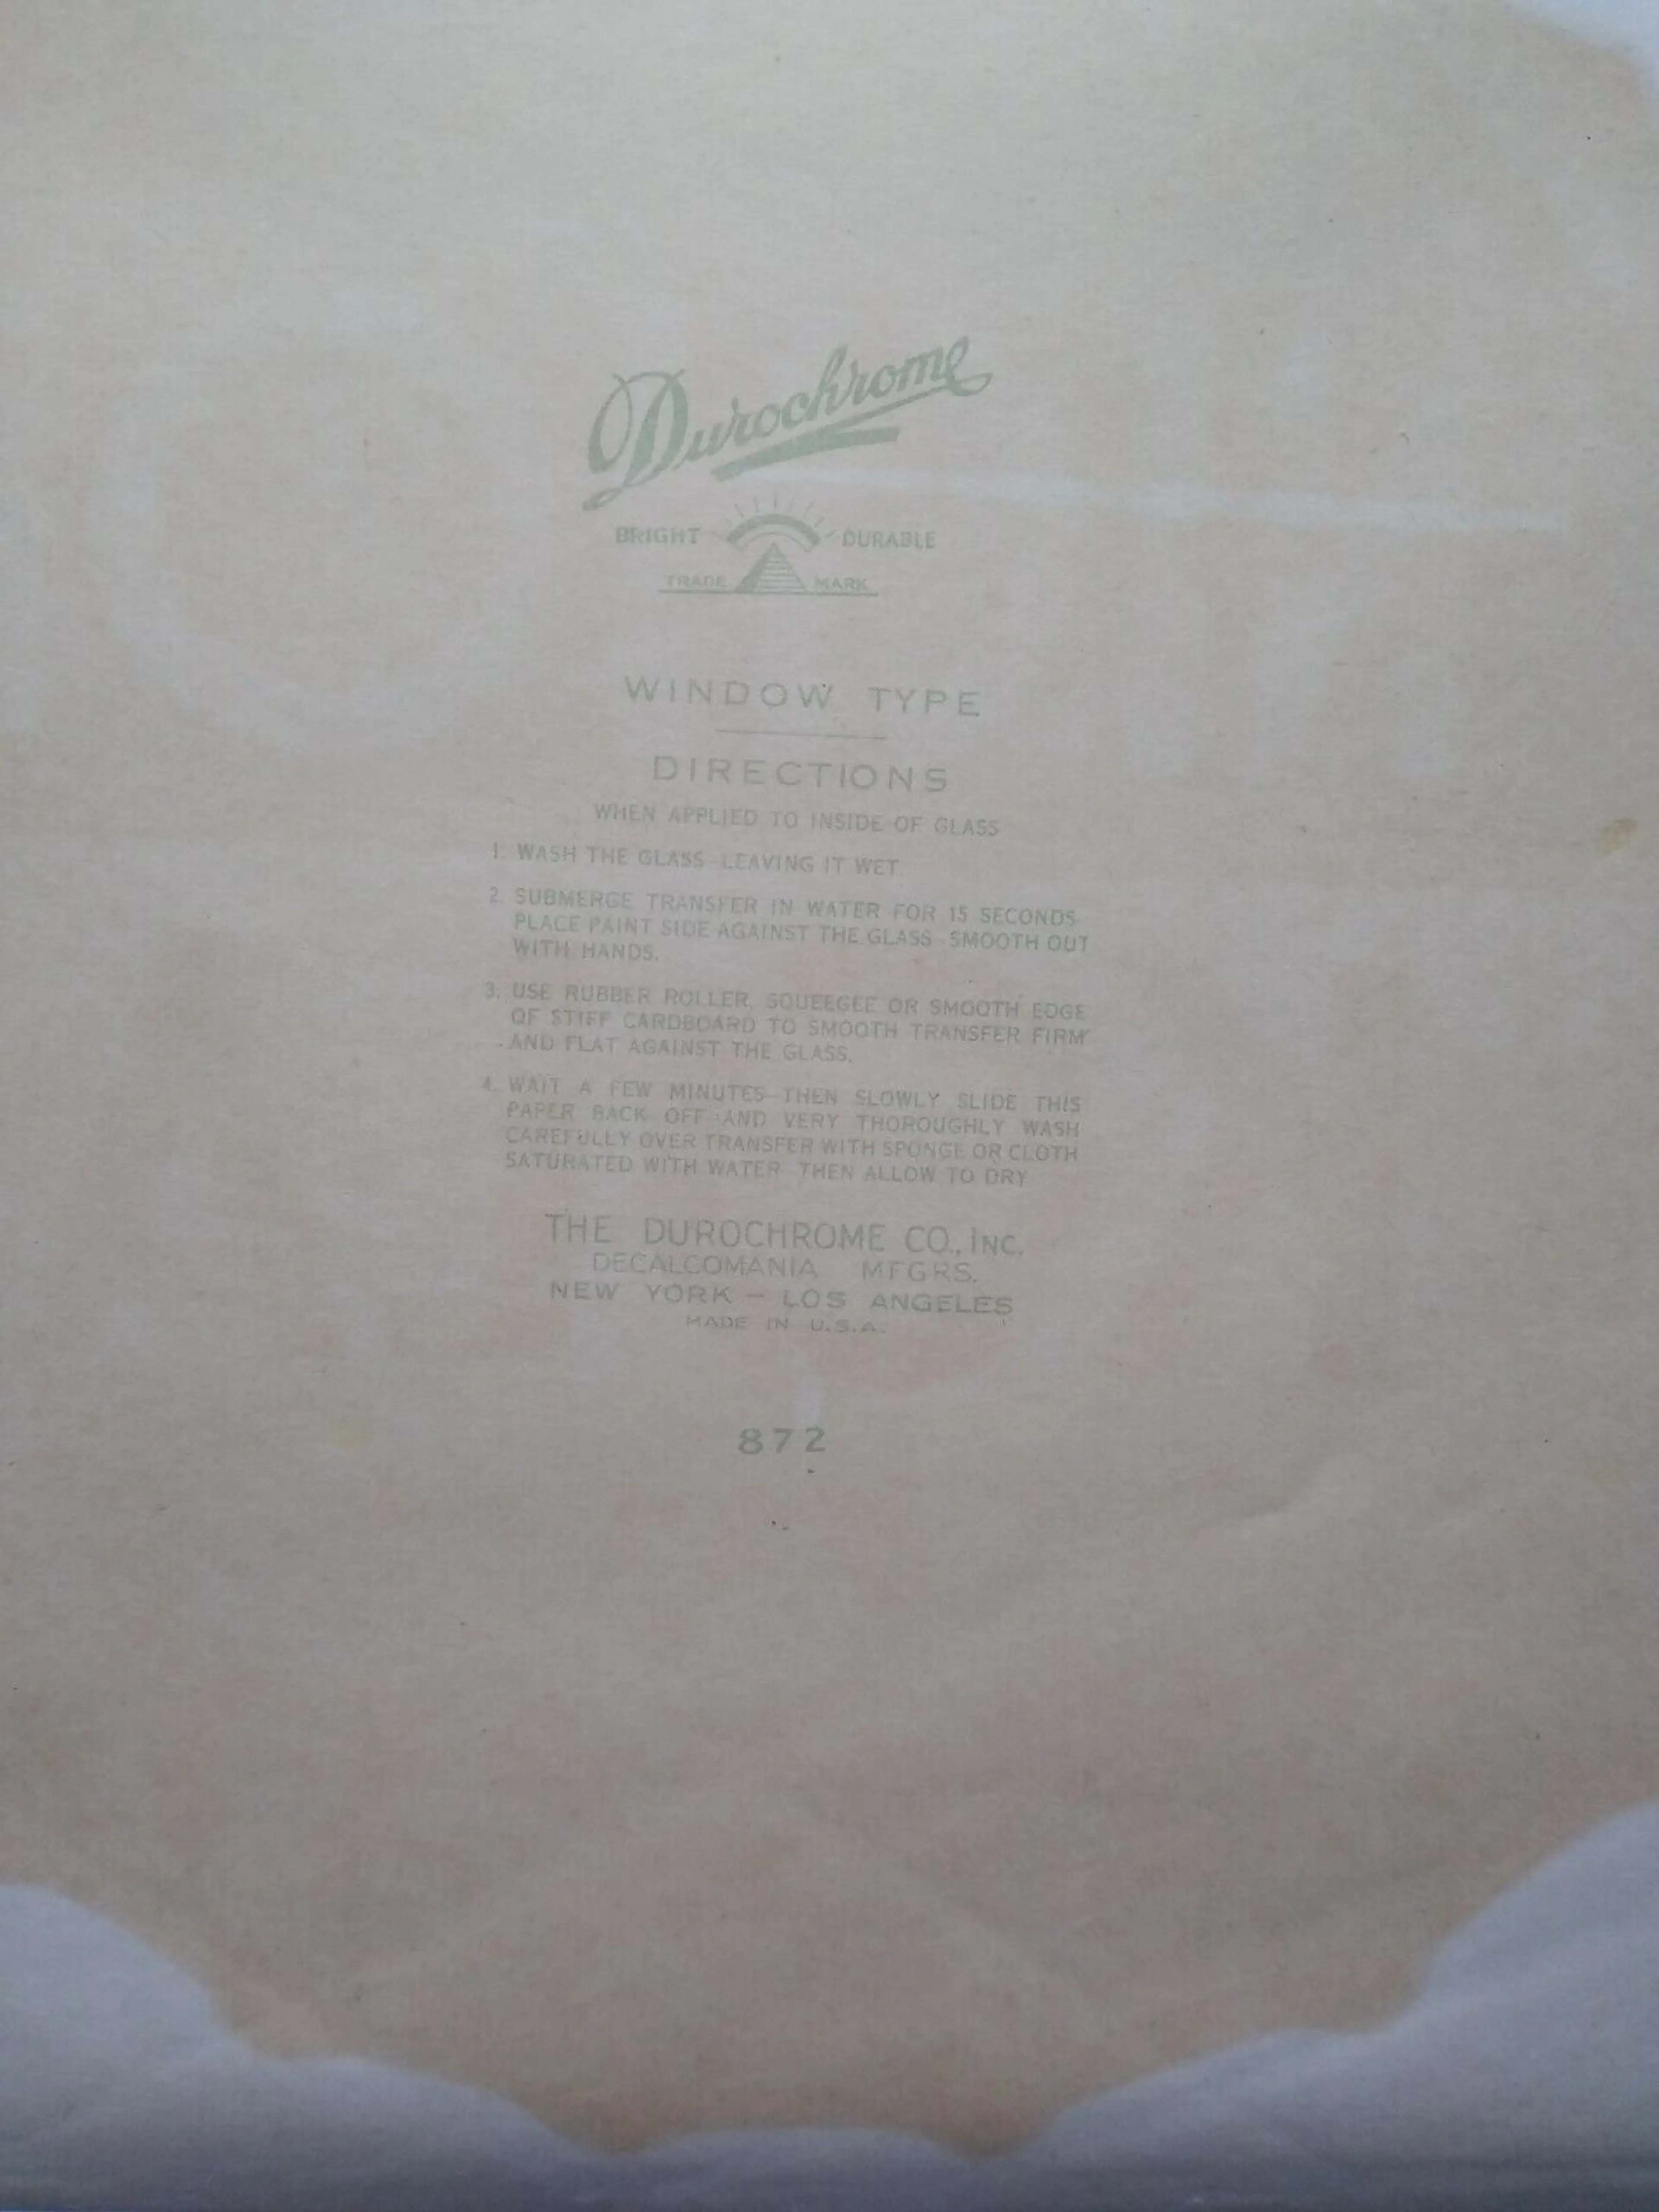 Durochrome
BRIGHT DURABLE
TRADE MARK
WINDOW TYPE
DIRECTIONS
WHEN APPLIED TO INSIDE OF GLASS
1. WASH THE GLASS LEAVING IT WET
2. SUBMERGE TRANSFER IN WATER FOR 15 SECONDS
PLACE PAINT SIDE AGAINST THE GLASS SMOOTH OUT
WITH HANDS.
3. USE RUBBER ROLLER, SQUEEGEE OR SMOOTH EDGE
OF STIFF CARDBOARD TO SMOOTH TRANSFER FIRM
AND FLAT AGAINST THE GLASS.
4. WAIT A FEW MINUTES THEN SLOWLY SLIDE THIS
PAPER BACK OFF AND VERY THOROUGHLY WASH
CAREFULLY OVER TRANSFER WITH SPONGE OR CLOTH
SATURATED WITH WATER THEN ALLOW TO DRY
THE DUROCHROME CO., INC.
DECALCOMANIA MFGRS.
NEW YORK – LOS ANGELES
MADE IN U.S.A.
872